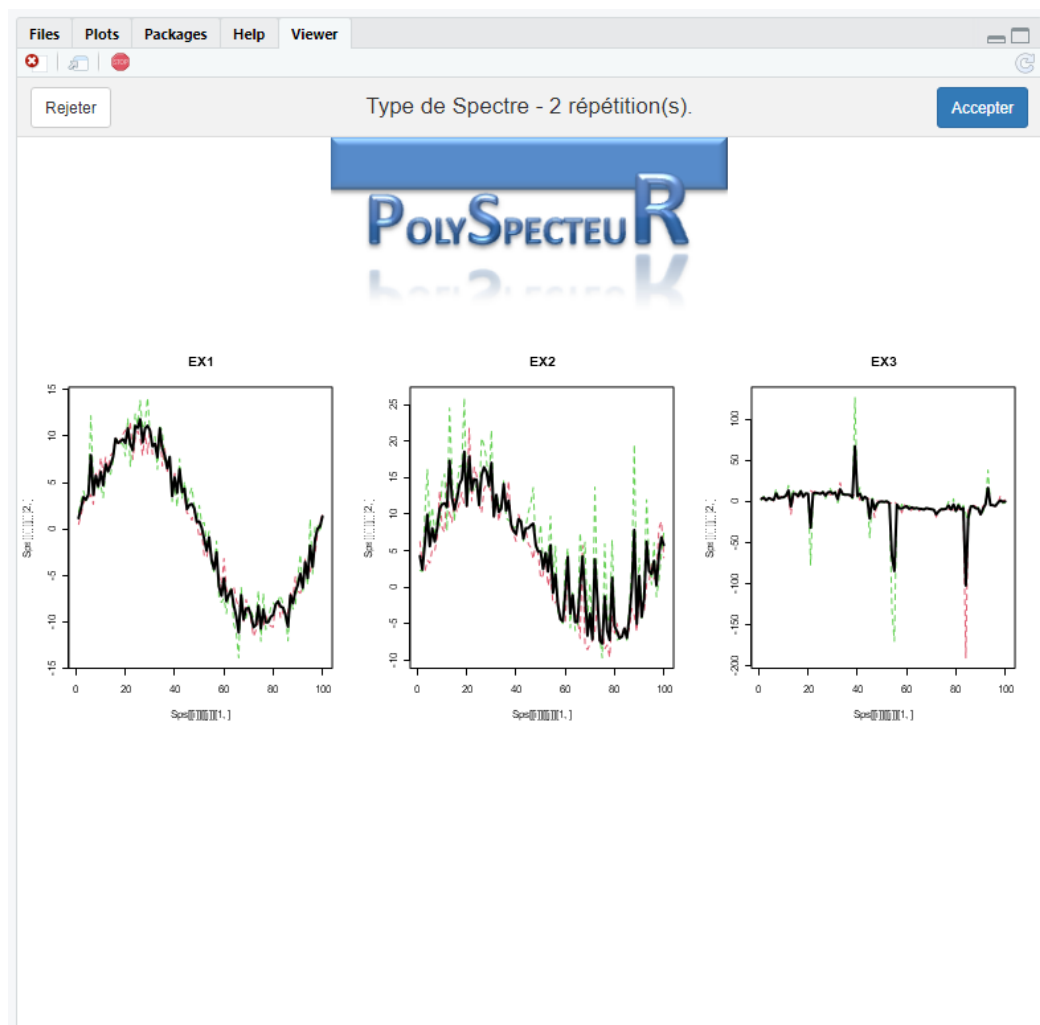 Files Plots Packages Help Viewer
STOP
Rejeter Type de Spectre - 2 répétition(s). Accepter
POLYSPECTEUR
EX1 EX2 EX3
15
10
5
0
-5
-10
-15
0 20 40 60 80 100
25
20
15
10
5
0
-10
0 20 40 60 80 100
100
50
0
-50
-100
-150
-200
0 20 40 60 80 100